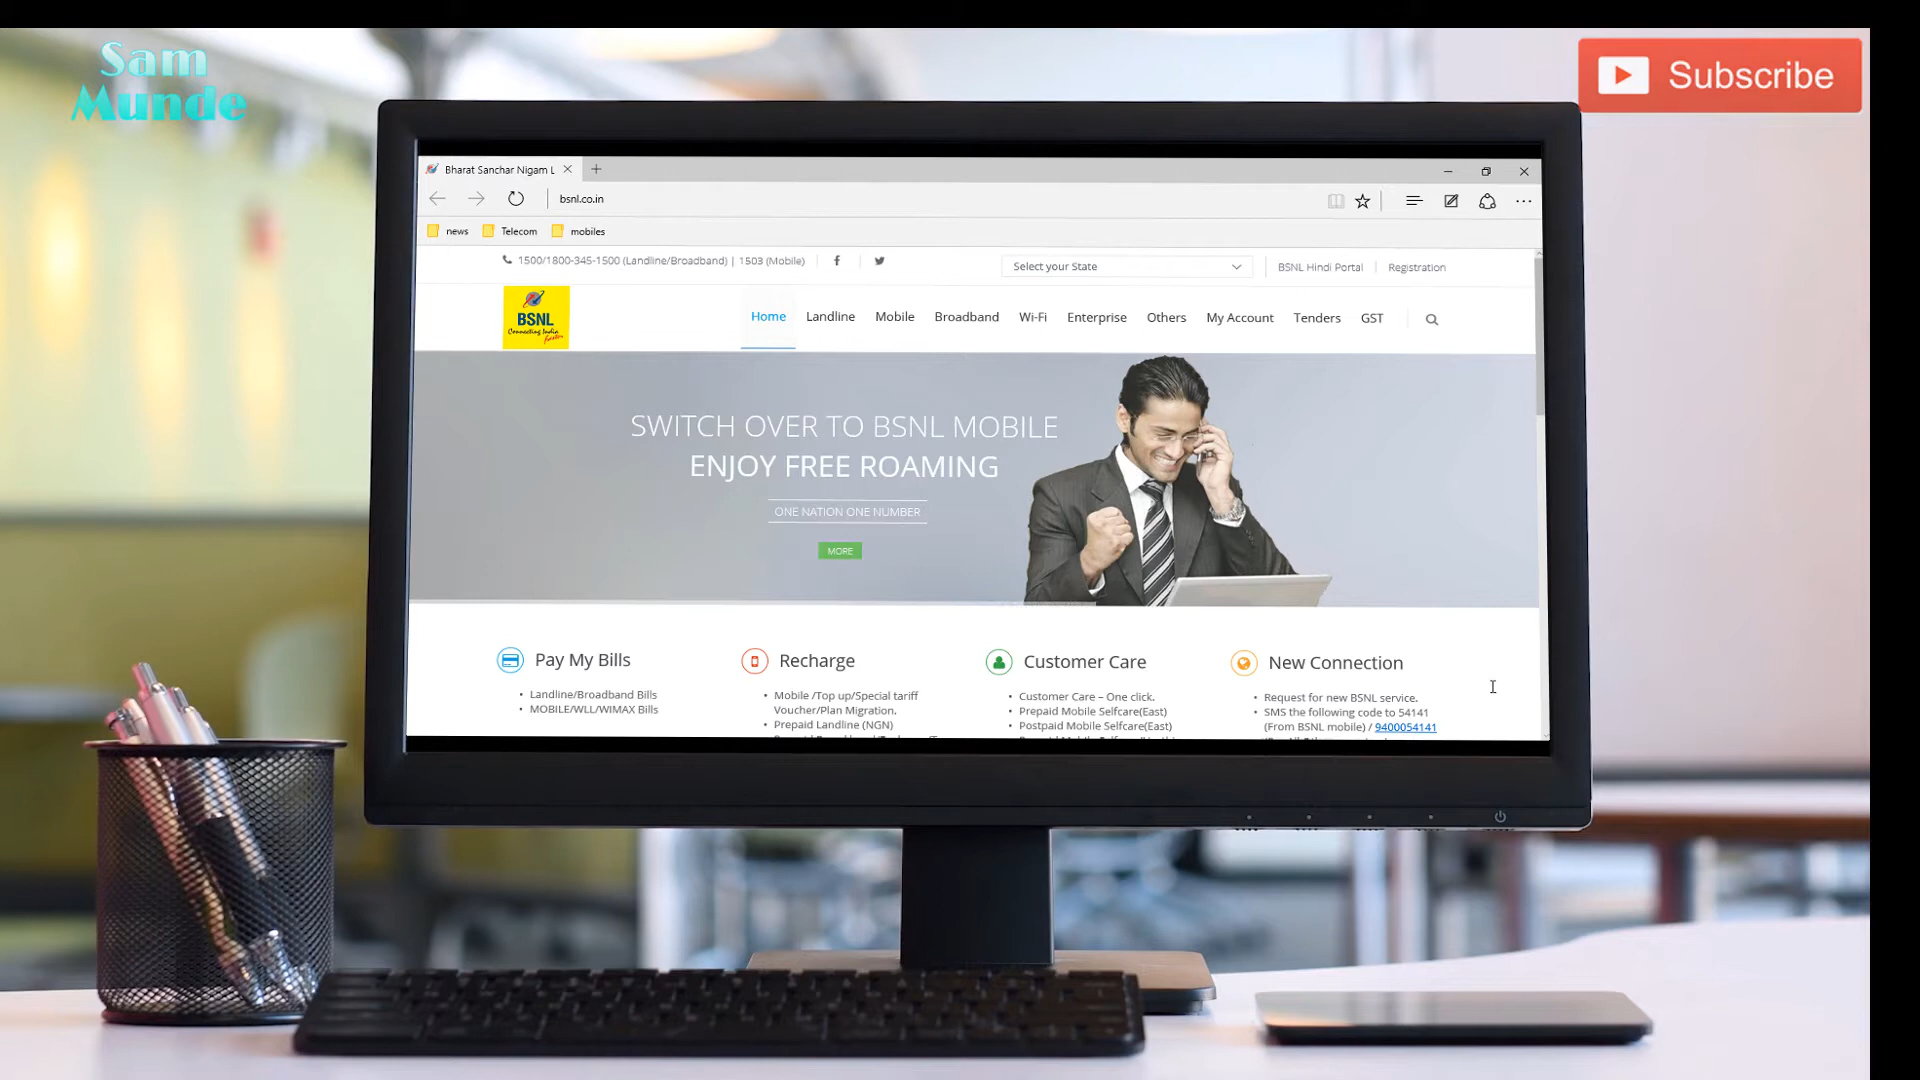 Sam
Munde
Subscribe
Bharat Sanchar Nigam L
bsnl.co.in
news
Telecom
mobiles
1500/1800-345-1500 (Landline/Broadband) | 1503 (Mobile)
Select your State
BSNL Hindi Portal
Registration
BSNL
Connecting India
Faster
Home
Landline
Mobile
Broadband
Wi-Fi
Enterprise
Others
My Account
Tenders
GST
SWITCH OVER TO BSNL MOBILE
ENJOY FREE ROAMING
ONE NATION ONE NUMBER
MORE
Pay My Bills
• Landline/Broadband Bills
• MOBILE/WLL/WIMAX Bills
Recharge
• Mobile /Top up/Special tariff
Voucher/Plan Migration.
• Prepaid Landline (NGN)
Customer Care
• Customer Care – One click.
• Prepaid Mobile Selfcare(East)
• Postpaid Mobile Selfcare(East)
New Connection
• Request for new BSNL service.
• SMS the following code to 54141
(From BSNL mobile) / 9400054141